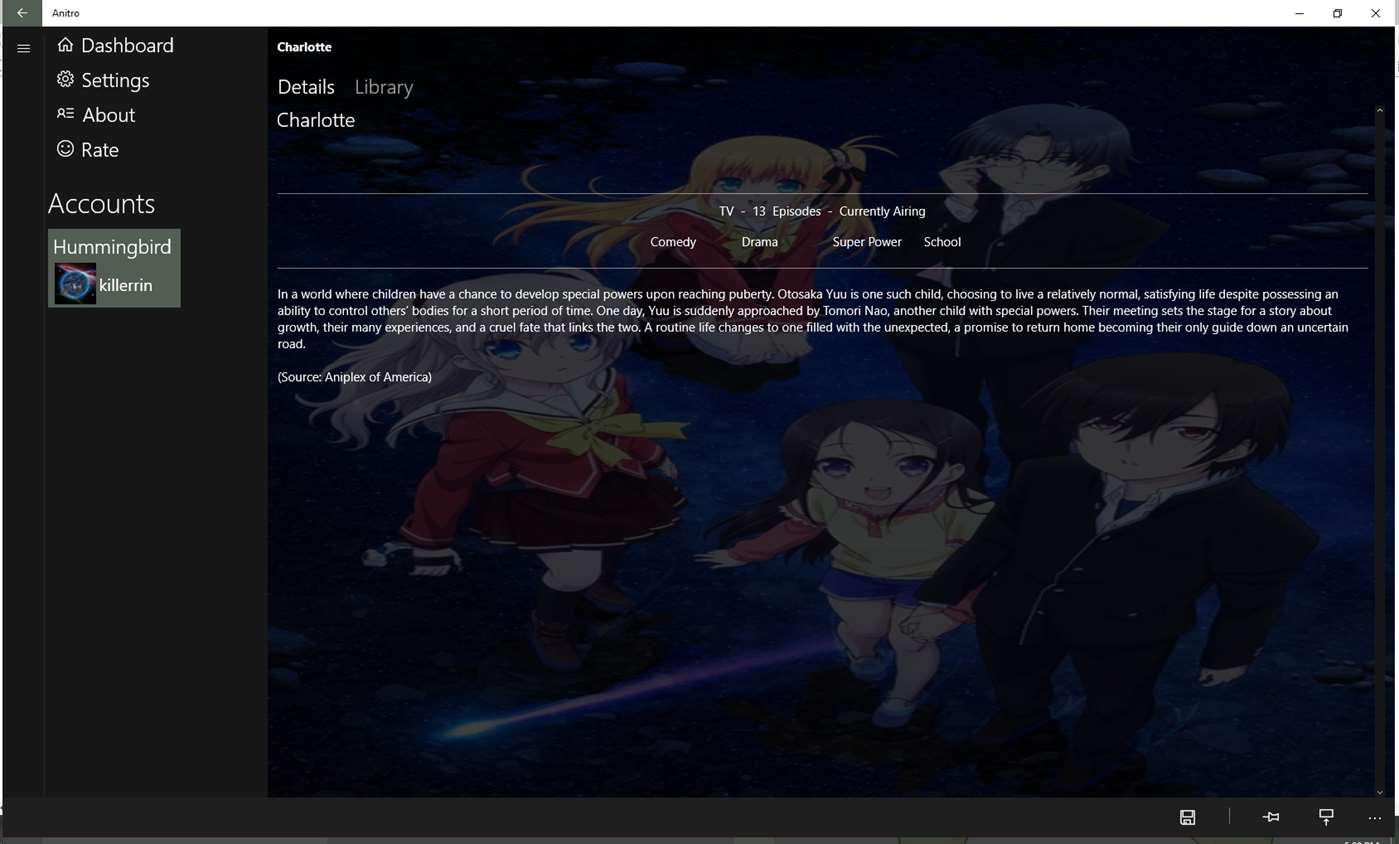 Anitro
Dashboard
Settings
About
Rate
Accounts
Hummingbird
killerrin
Charlotte
Details Library
Charlotte
TV - 13 Episodes - Currently Airing
Comedy Drama Super Power School
In a world where children have a chance to develop special powers upon reaching puberty. Otosaka Yuu is one such child, choosing to live a relatively normal, satisfying life despite possessing an
ability to control others' bodies for a short period of time. One day, Yuu is suddenly approached by Tomori Nao, another child with special powers. Their meeting sets the stage for a story about
growth, their many experiences, and a cruel fate that links the two. A routine life changes to one filled with the unexpected, a promise to return home becoming their only guide down an uncertain
road.
(Source: Aniplex of America)